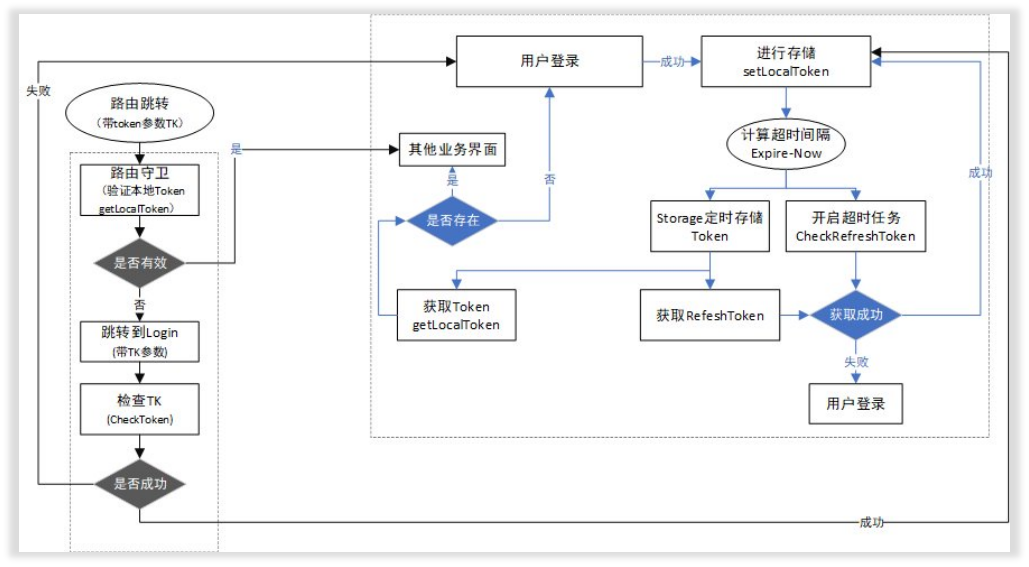 用户登录
成功
进行存储
setLocalToken
失败
路由跳转
（带token参数TK）
计算超时间隔
Expire-Now
是
其他业务界面
路由守卫
（验证本地Token
getLocalToken）
是
否
成功
是否存在
Storage定时存储
Token
开启超时任务
CheckRefreshToken
是否有效
否
获取Token
getLocalToken
获取RefeshToken
获取成功
跳转到Login
(带TK参数)
失败
检查TK
(CheckToken)
用户登录
是否成功
成功